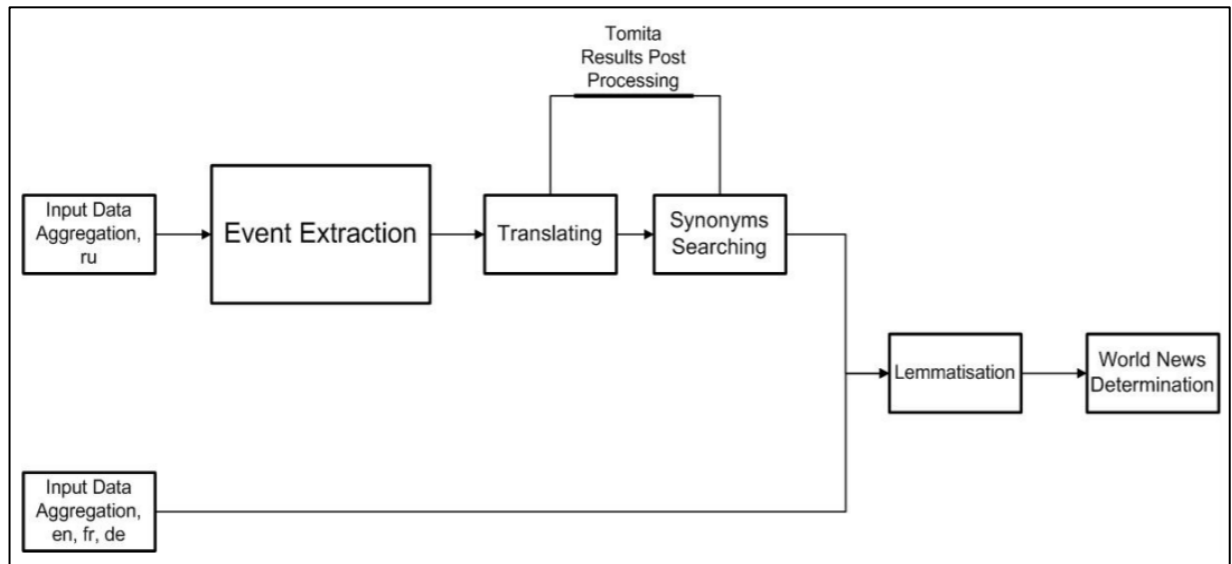 Tomita
Results Post
Processing
Input Data
Aggregation,
ru
Event Extraction
Translating
Synonyms
Searching
Lemmatisation
World News
Determination
Input Data
Aggregation,
en, fr, de